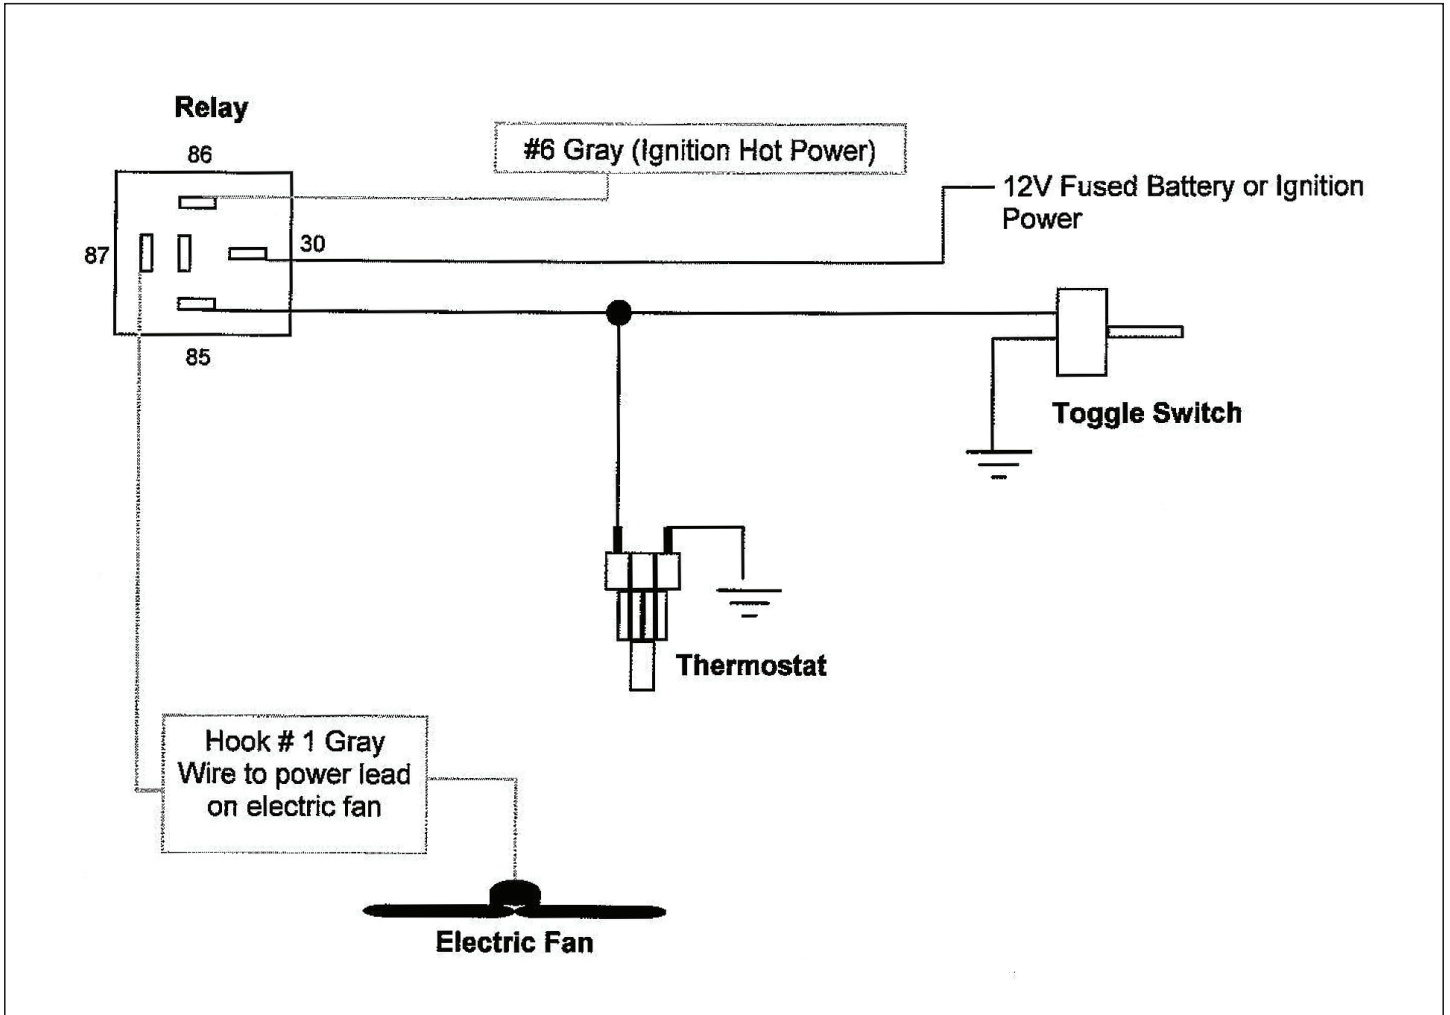 Relay
86
#6 Gray (Ignition Hot Power)
12V Fused Battery or Ignition
Power
87
30
85
Toggle Switch
Thermostat
Hook # 1 Gray
Wire to power lead
on electric fan
Electric Fan